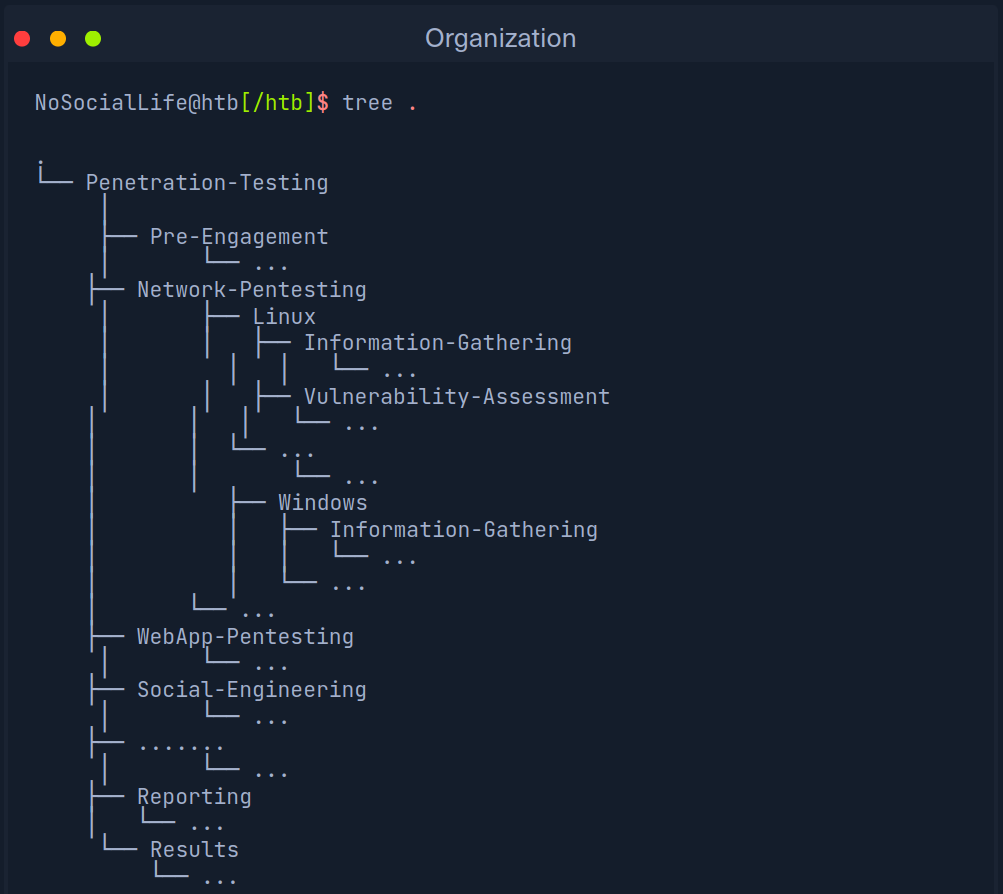 Organization
NoSocialLife@htb[/htb]$ tree .
.
└── Penetration-Testing
│
├── Pre-Engagement
│       └── ...
├── Network-Pentesting
│       ├── Linux
│       │   ├── Information-Gathering
│         │   │   └── ...
│       │   ├── Vulnerability-Assessment
│       │   │   └── ...
│       │  └── ...
│       │       └── ...
│          ├── Windows
│          │   ├── Information-Gathering
│          │   │   └── ...
│          │   └── ...
│       └── ...
├── WebApp-Pentesting
│       └── ...
├── Social-Engineering
│       └── ...
├── .......
│       └── ...
├── Reporting
│   └── ...
└── Results
└── ...